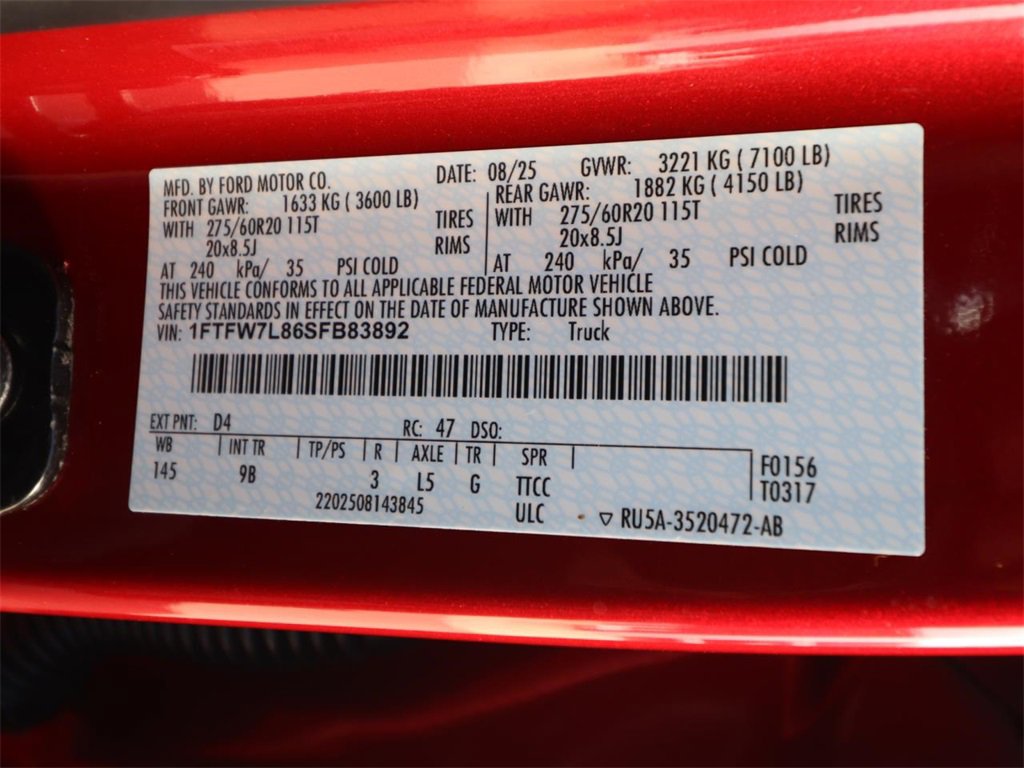 MFD. BY FORD MOTOR CO. DATE: 08/25 GVWR: 3221 KG ( 7100 LB)
FRONT GAWR: 1633 KG ( 3600 LB) REAR GAWR: 1882 KG ( 4150 LB)
WITH 275/60R20 115T TIRES WITH 275/60R20 115T TIRES
20x8.5J RIMS 20x8.5J RIMS
AT 240 kPa/ 35 PSI COLD AT 240 kPa/ 35 PSI COLD
THIS VEHICLE CONFORMS TO ALL APPLICABLE FEDERAL MOTOR VEHICLE
SAFETY STANDARDS IN EFFECT ON THE DATE OF MANUFACTURE SHOWN ABOVE.
VIN: 1FTFW7L86SFB83892 TYPE: Truck
EXT PNT: D4 RC: 47 DSO:
WB INT TR TP/PS R AXLE TR SPR
145 9B 3 L5 G TTCC F0156
2202508143845 ULC T0317
RU5A-3520472-AB